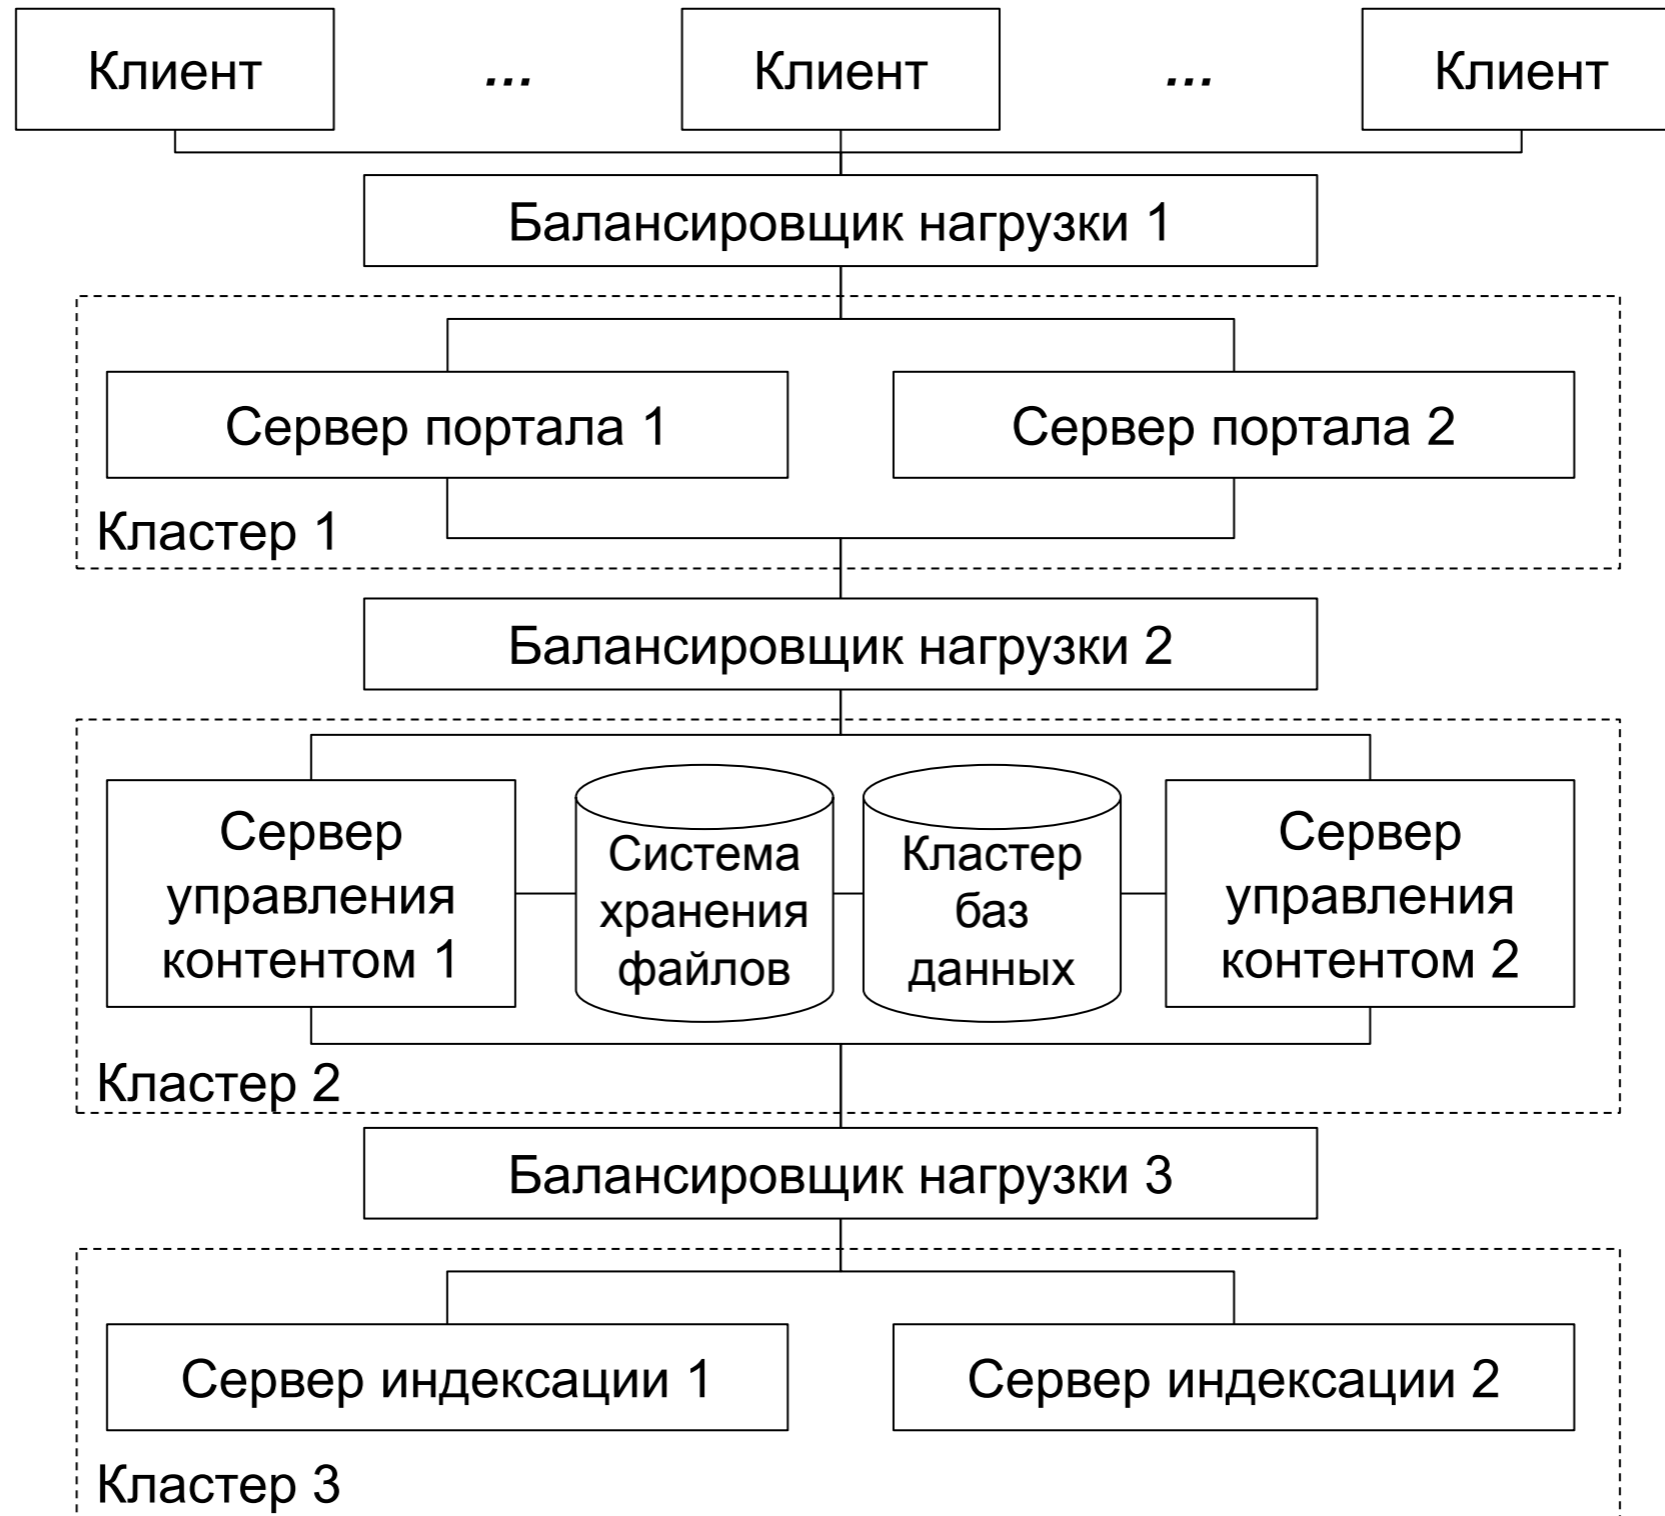 Клиент ... Клиент ... Клиент
Балансировщик нагрузки 1
Сервер портала 1
Сервер портала 2
Кластер 1
Балансировщик нагрузки 2
Сервер
управления
контентом 1
Система
хранения
файлов
Кластер
баз
данных
Сервер
управления
контентом 2
Кластер 2
Балансировщик нагрузки 3
Сервер индексации 1
Сервер индексации 2
Кластер 3